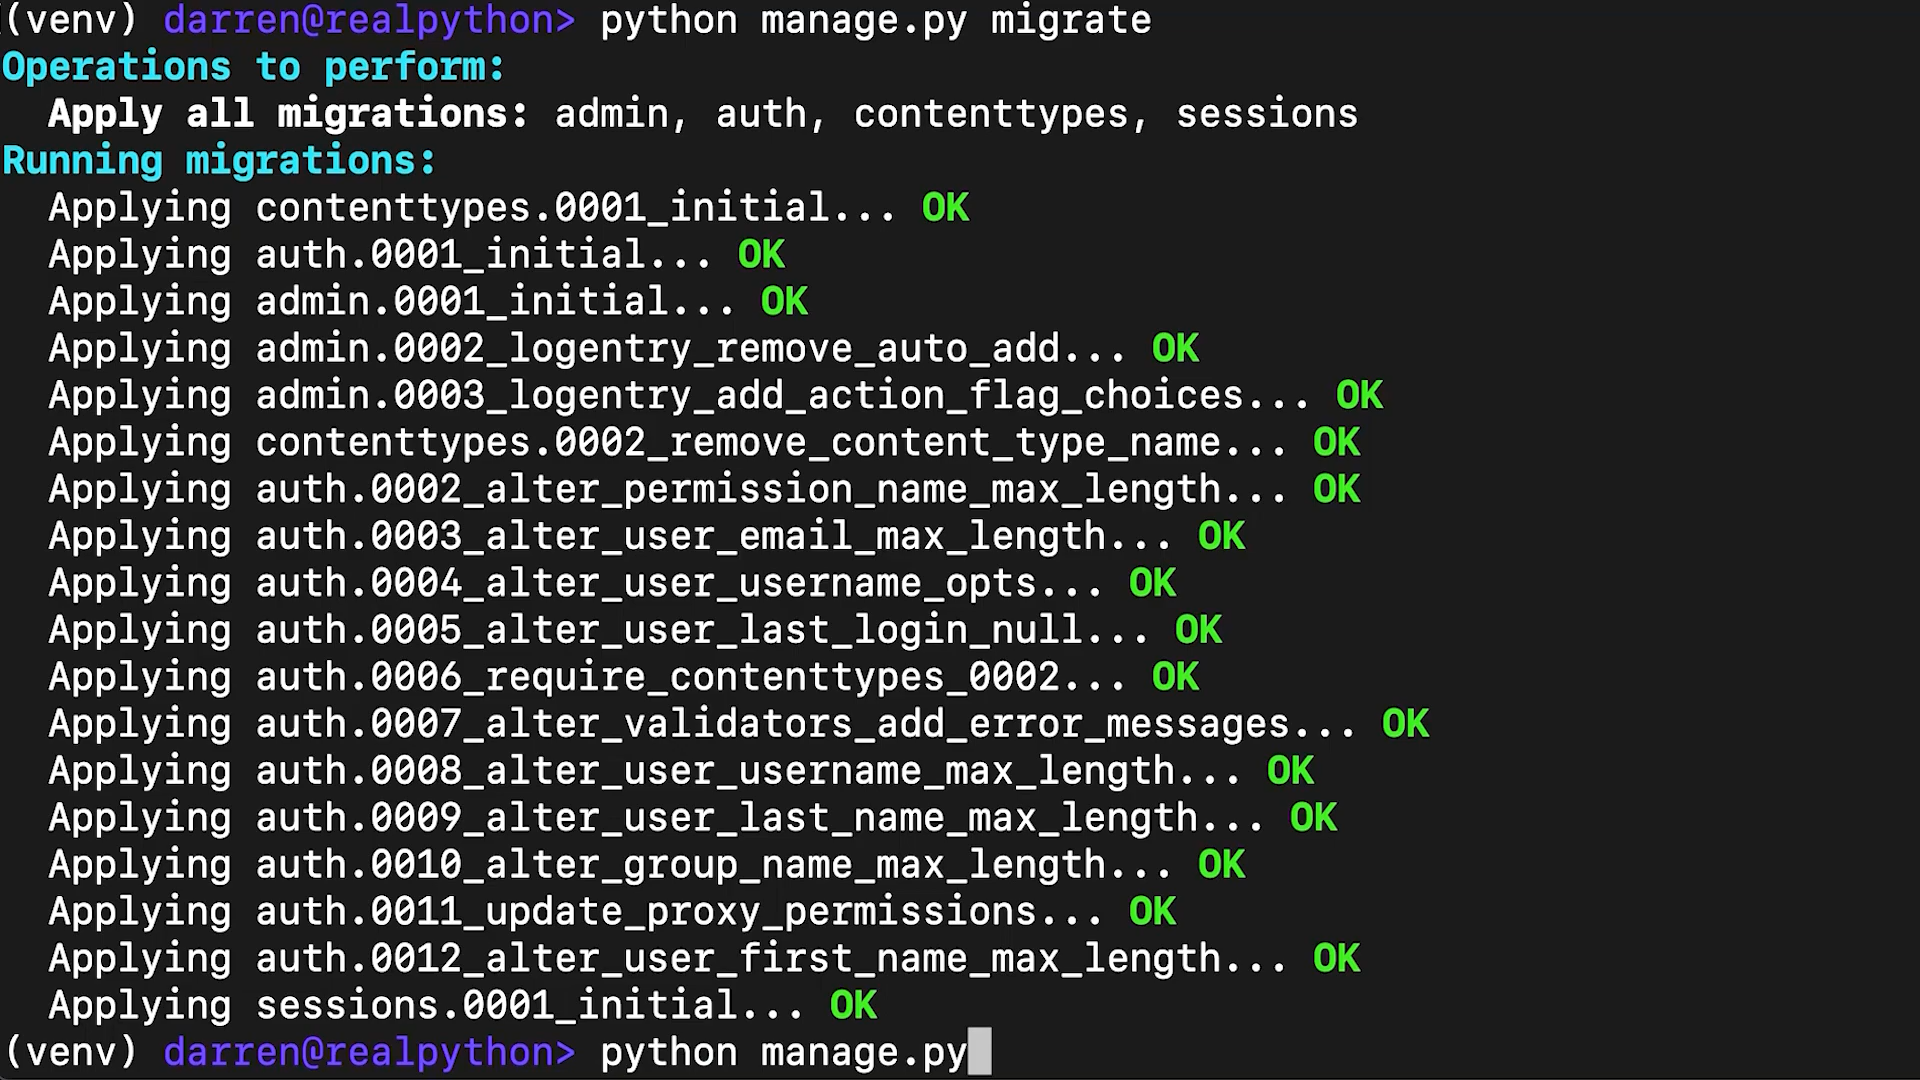 (venv) darren@realpython> python manage.py migrate
Operations to perform:
  Apply all migrations: admin, auth, contenttypes, sessions
Running migrations:
  Applying contenttypes.0001_initial... OK
  Applying auth.0001_initial... OK
  Applying admin.0001_initial... OK
  Applying admin.0002_logentry_remove_auto_add... OK
  Applying admin.0003_logentry_add_action_flag_choices... OK
  Applying contenttypes.0002_remove_content_type_name... OK
  Applying auth.0002_alter_permission_name_max_length... OK
  Applying auth.0003_alter_user_email_max_length... OK
  Applying auth.0004_alter_user_username_opts... OK
  Applying auth.0005_alter_user_last_login_null... OK
  Applying auth.0006_require_contenttypes_0002... OK
  Applying auth.0007_alter_validators_add_error_messages... OK
  Applying auth.0008_alter_user_username_max_length... OK
  Applying auth.0009_alter_user_last_name_max_length... OK
  Applying auth.0010_alter_group_name_max_length... OK
  Applying auth.0011_update_proxy_permissions... OK
  Applying auth.0012_alter_user_first_name_max_length... OK
  Applying sessions.0001_initial... OK
(venv) darren@realpython> python manage.py